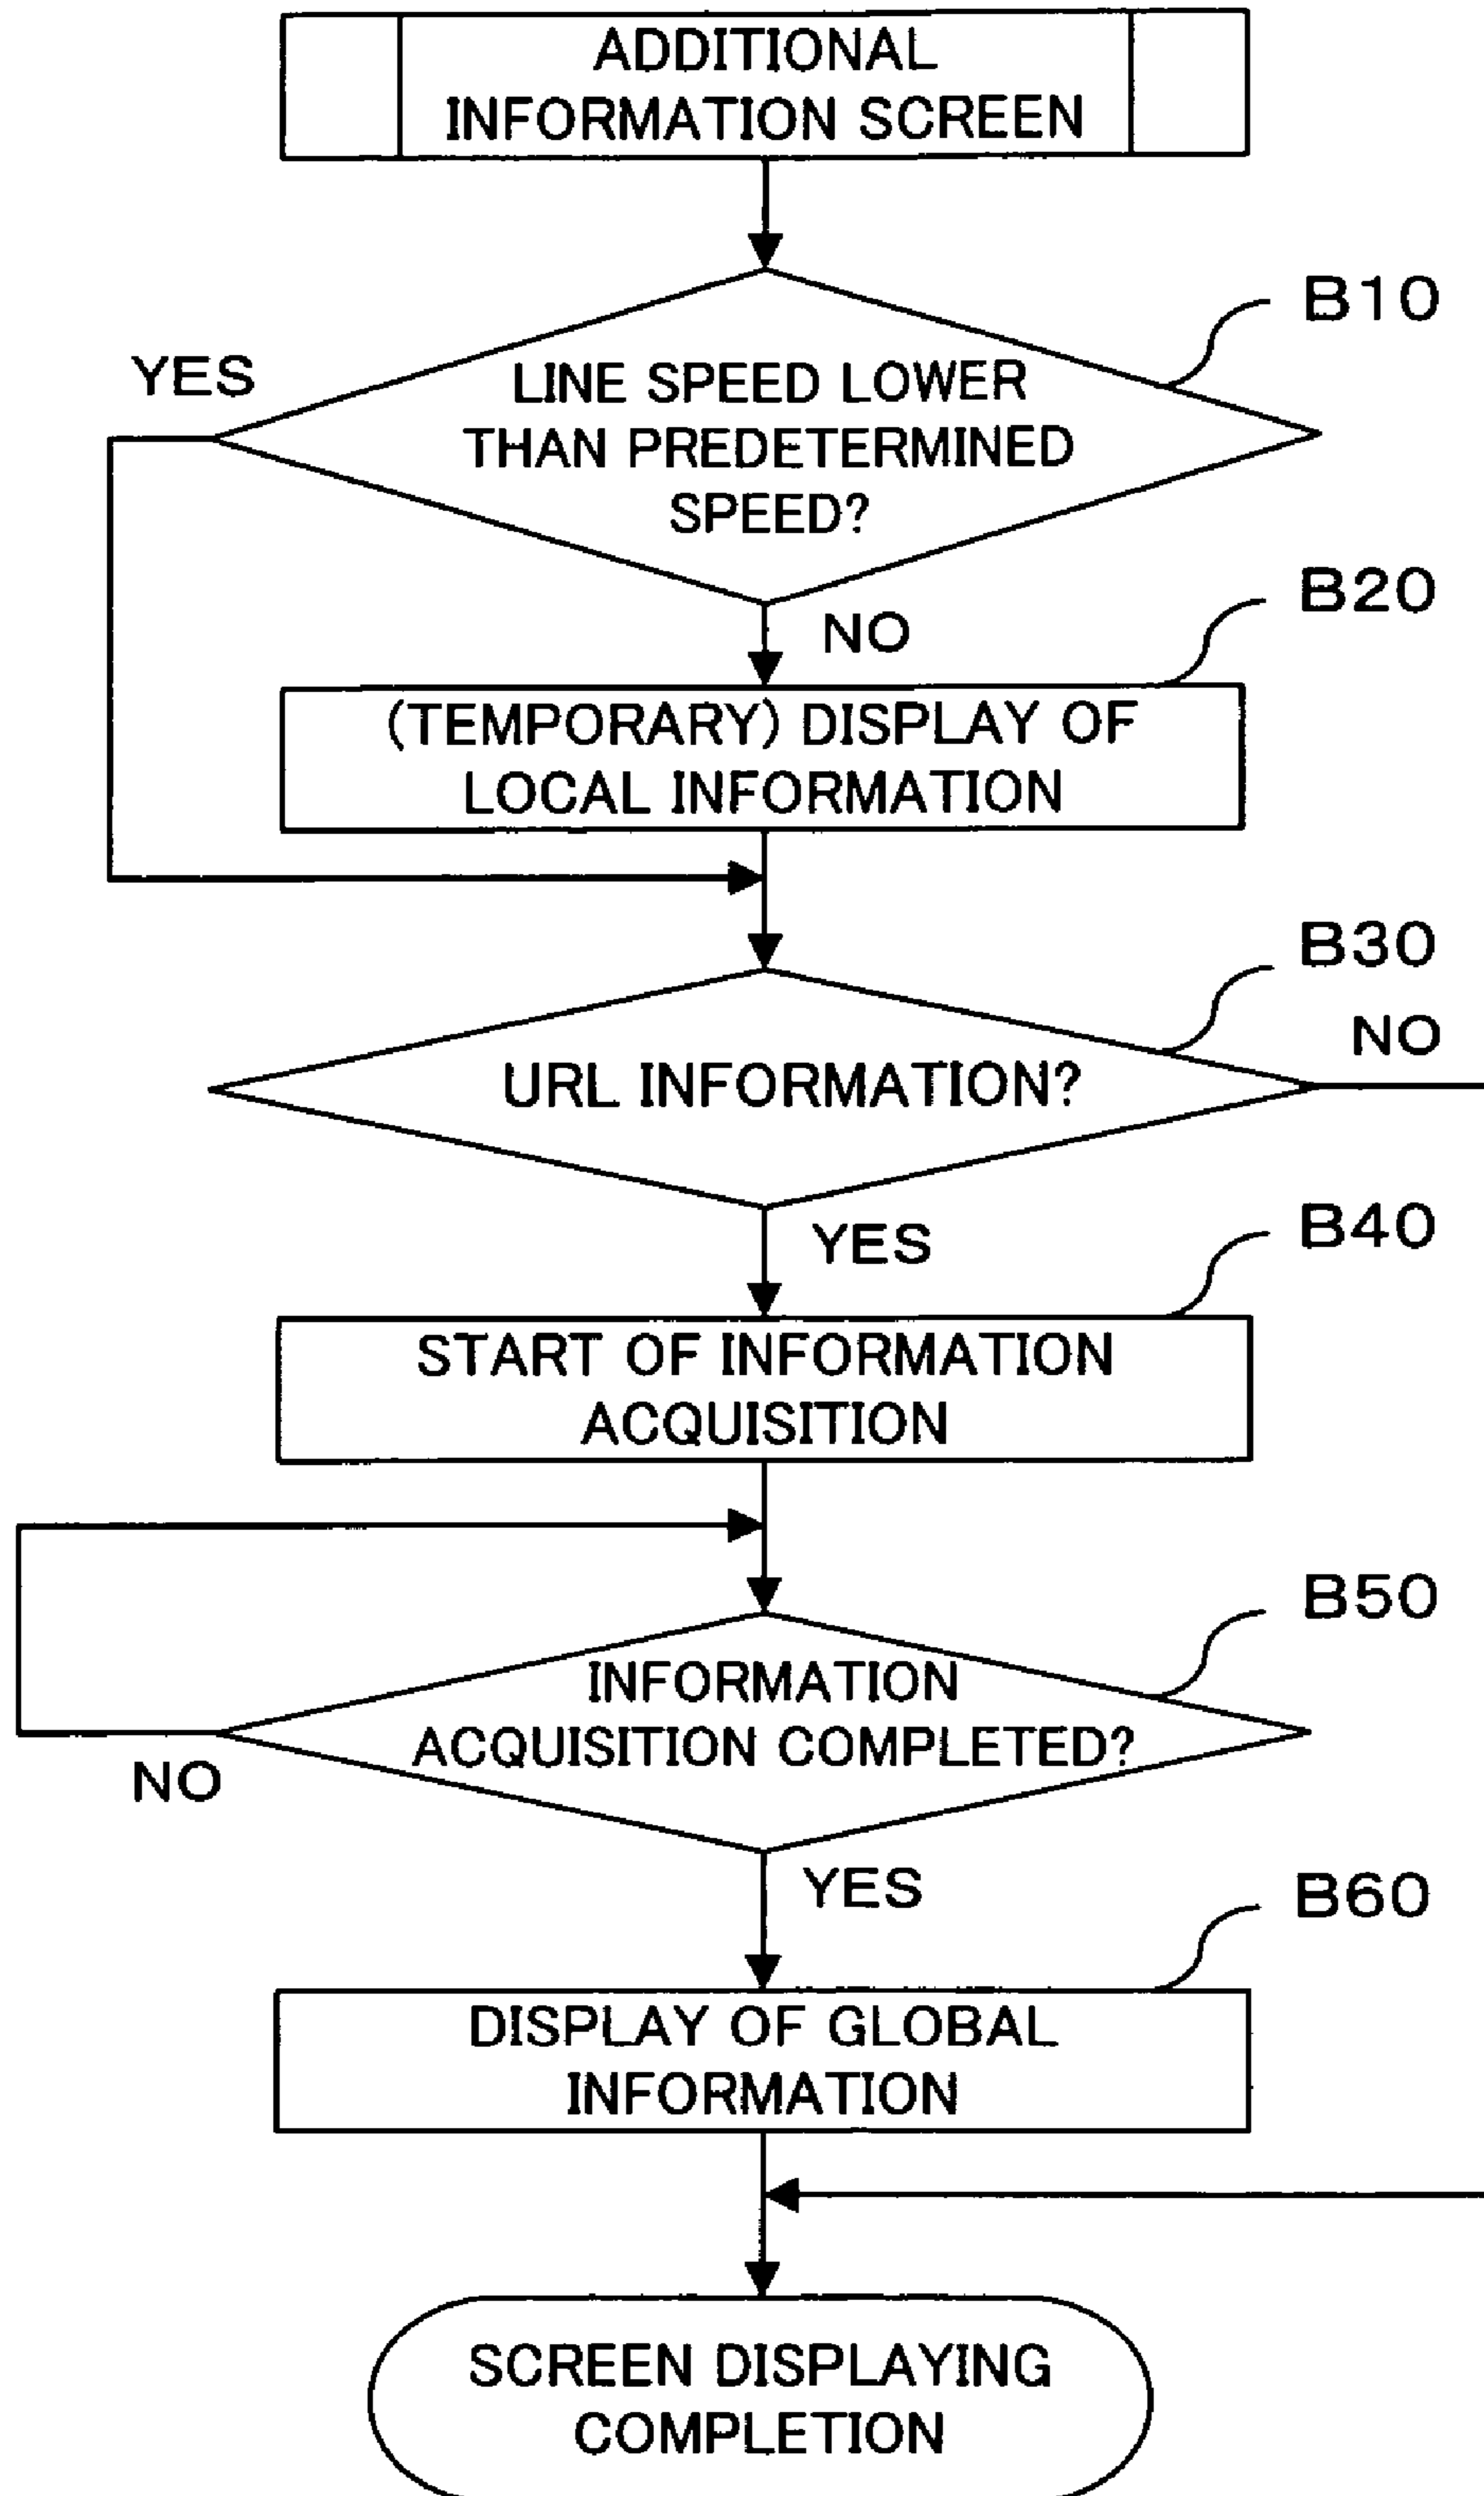 ADDITIONAL
INFORMATION SCREEN
B10
YES
LINE SPEED LOWER
THAN PREDETERMINED
SPEED?
B20
NO
(TEMPORARY) DISPLAY OF
LOCAL INFORMATION
B30
NO
URL INFORMATION?
B40
YES
START OF INFORMATION
ACQUISITION
B50
INFORMATION
ACQUISITION COMPLETED?
NO
YES
B60
DISPLAY OF GLOBAL
INFORMATION
SCREEN DISPLAYING
COMPLETION